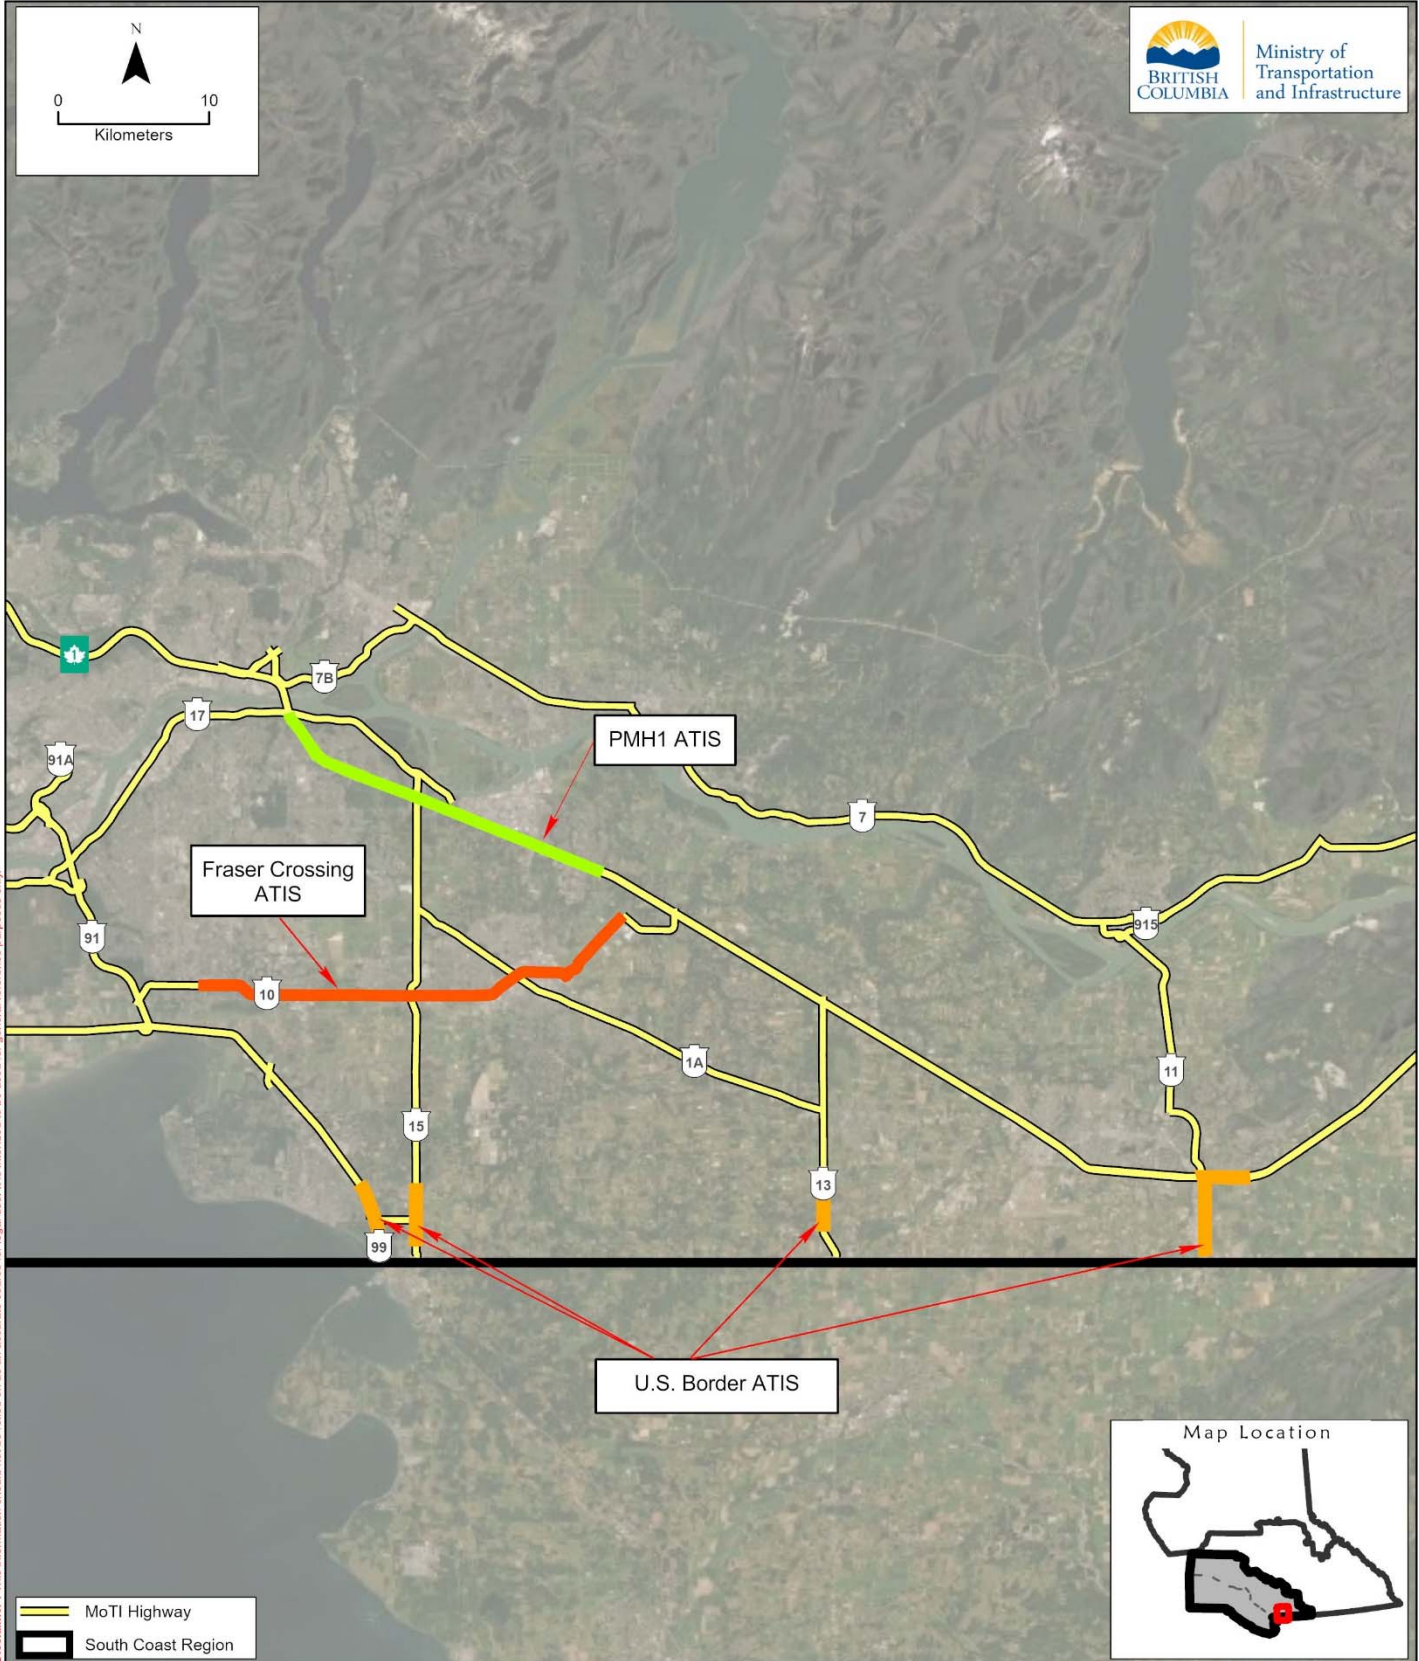 N
0 10
Kilometers
BRITISH
COLUMBIA
Ministry of
Transportation
and Infrastructure
1
7B
17
91A
PMH1 ATIS
7
Fraser Crossing
ATIS
915
91
10
1A
11
15
13
99
U.S. Border ATIS
Map Location
MoTI Highway
South Coast Region